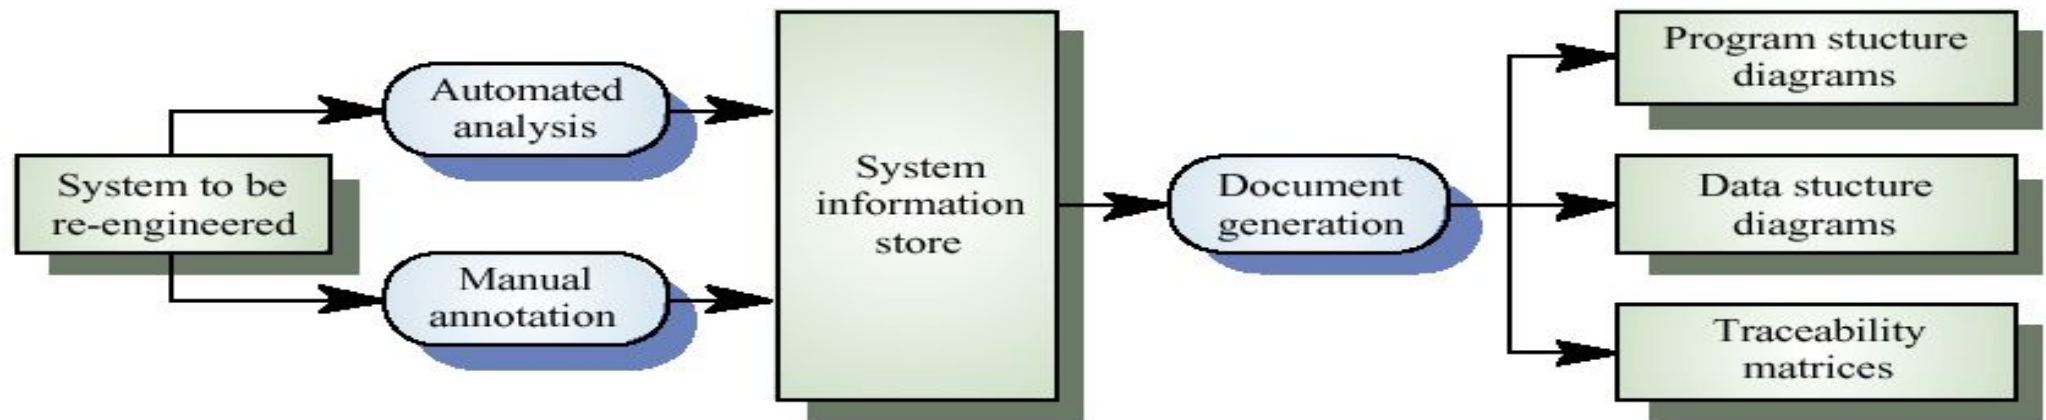 System to be
re-engineered
Automated
analysis
Manual
annotation
System
information
store
Document
generation
Program stucture
diagrams
Data stucture
diagrams
Traceability
matrices